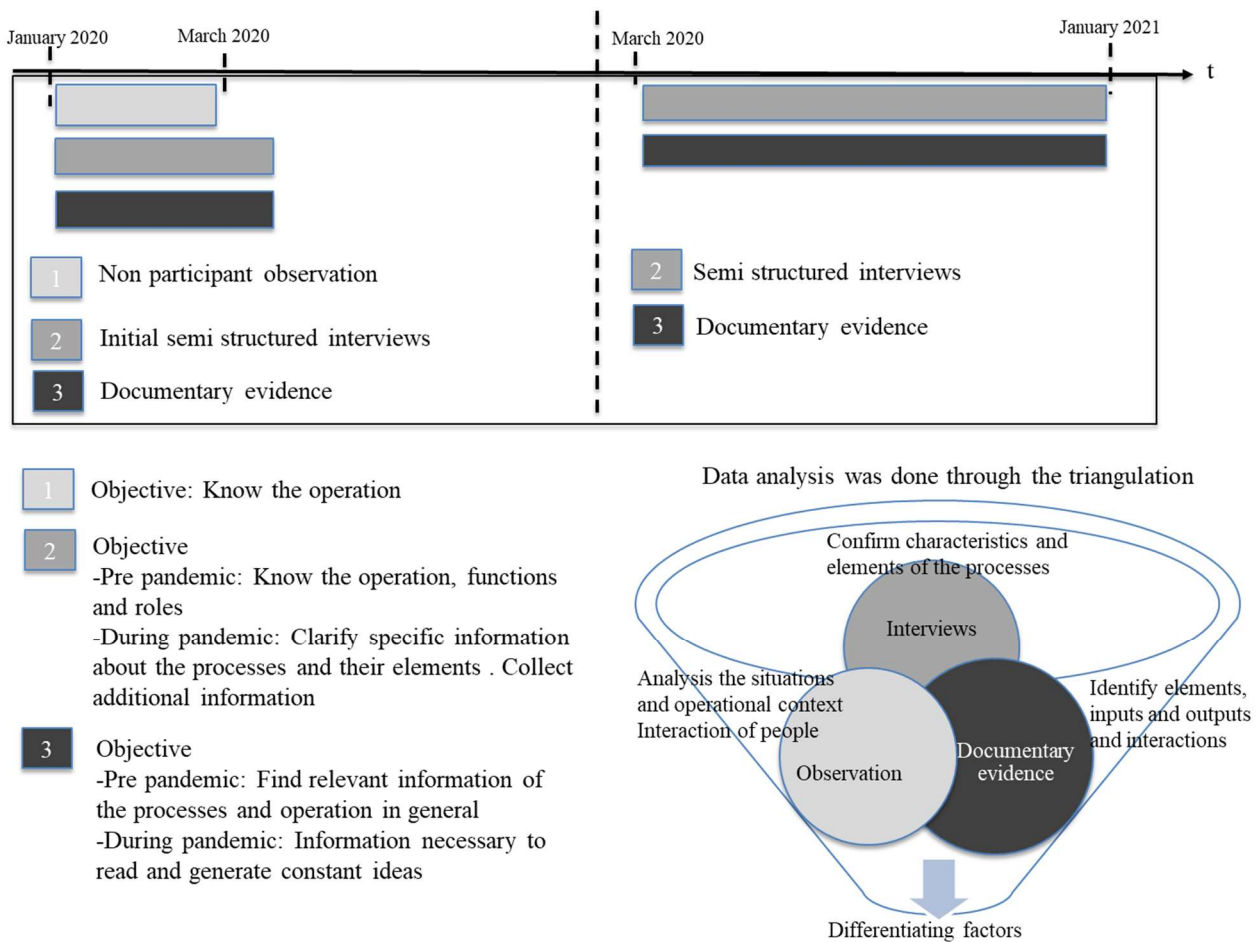 January 2020
March 2020
March 2020
January 2021
t
1 Non participant observation
2 Initial semi structured interviews
3 Documentary evidence
2 Semi structured interviews
3 Documentary evidence
1 Objective: Know the operation
2 Objective
-Pre pandemic: Know the operation, functions
and roles
-During pandemic: Clarify specific information
about the processes and their elements . Collect
additional information
3 Objective
-Pre pandemic: Find relevant information of
the processes and operation in general
-During pandemic: Information necessary to
read and generate constant ideas
Data analysis was done through the triangulation
Confirm characteristics and
elements of the processes
Interviews
Analysis the situations
and operational context
Interaction of people
Observation
Documentary
evidence
Identify elements,
inputs and outputs
and interactions
Differentiating factors